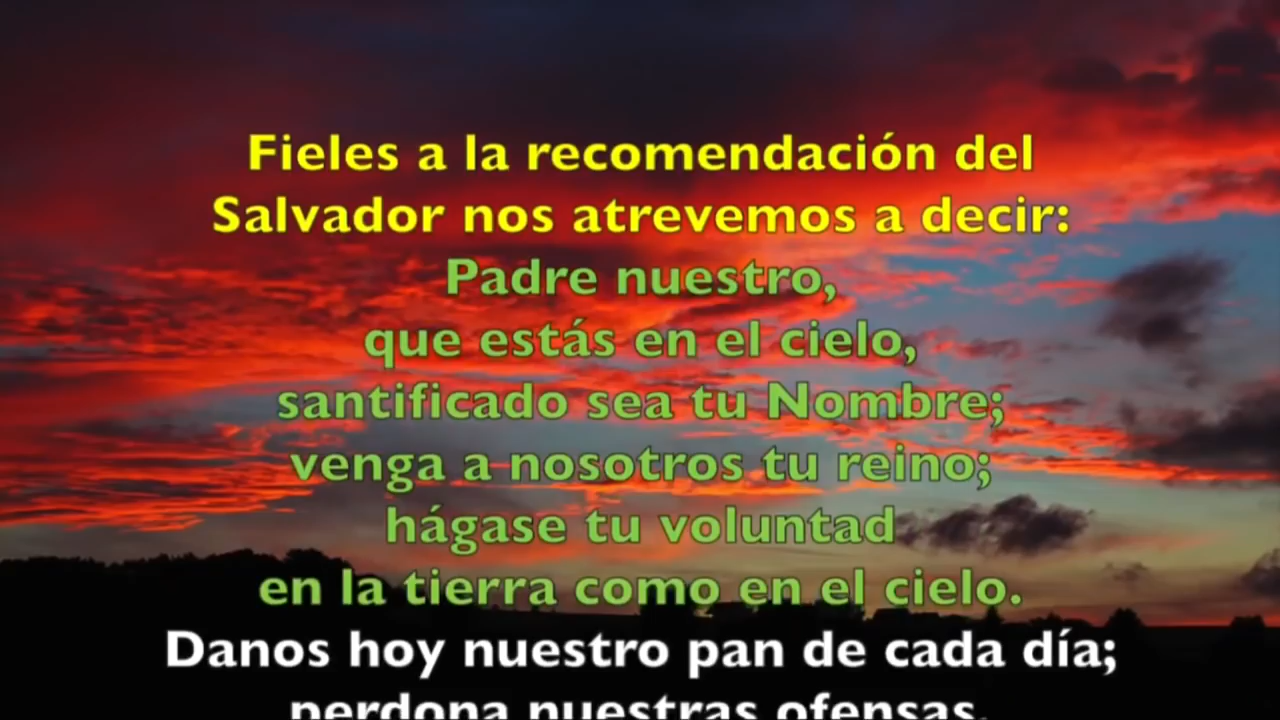 Fieles a la recomendación del
Salvador nos atrevemos a decir:
Padre nuestro,
que estás en el cielo,
santificado sea tu Nombre;
venga a nosotros tu reino;
hágase tu voluntad
en la tierra como en el cielo.
Danos hoy nuestro pan de cada día;
perdona nuestras ofensas,